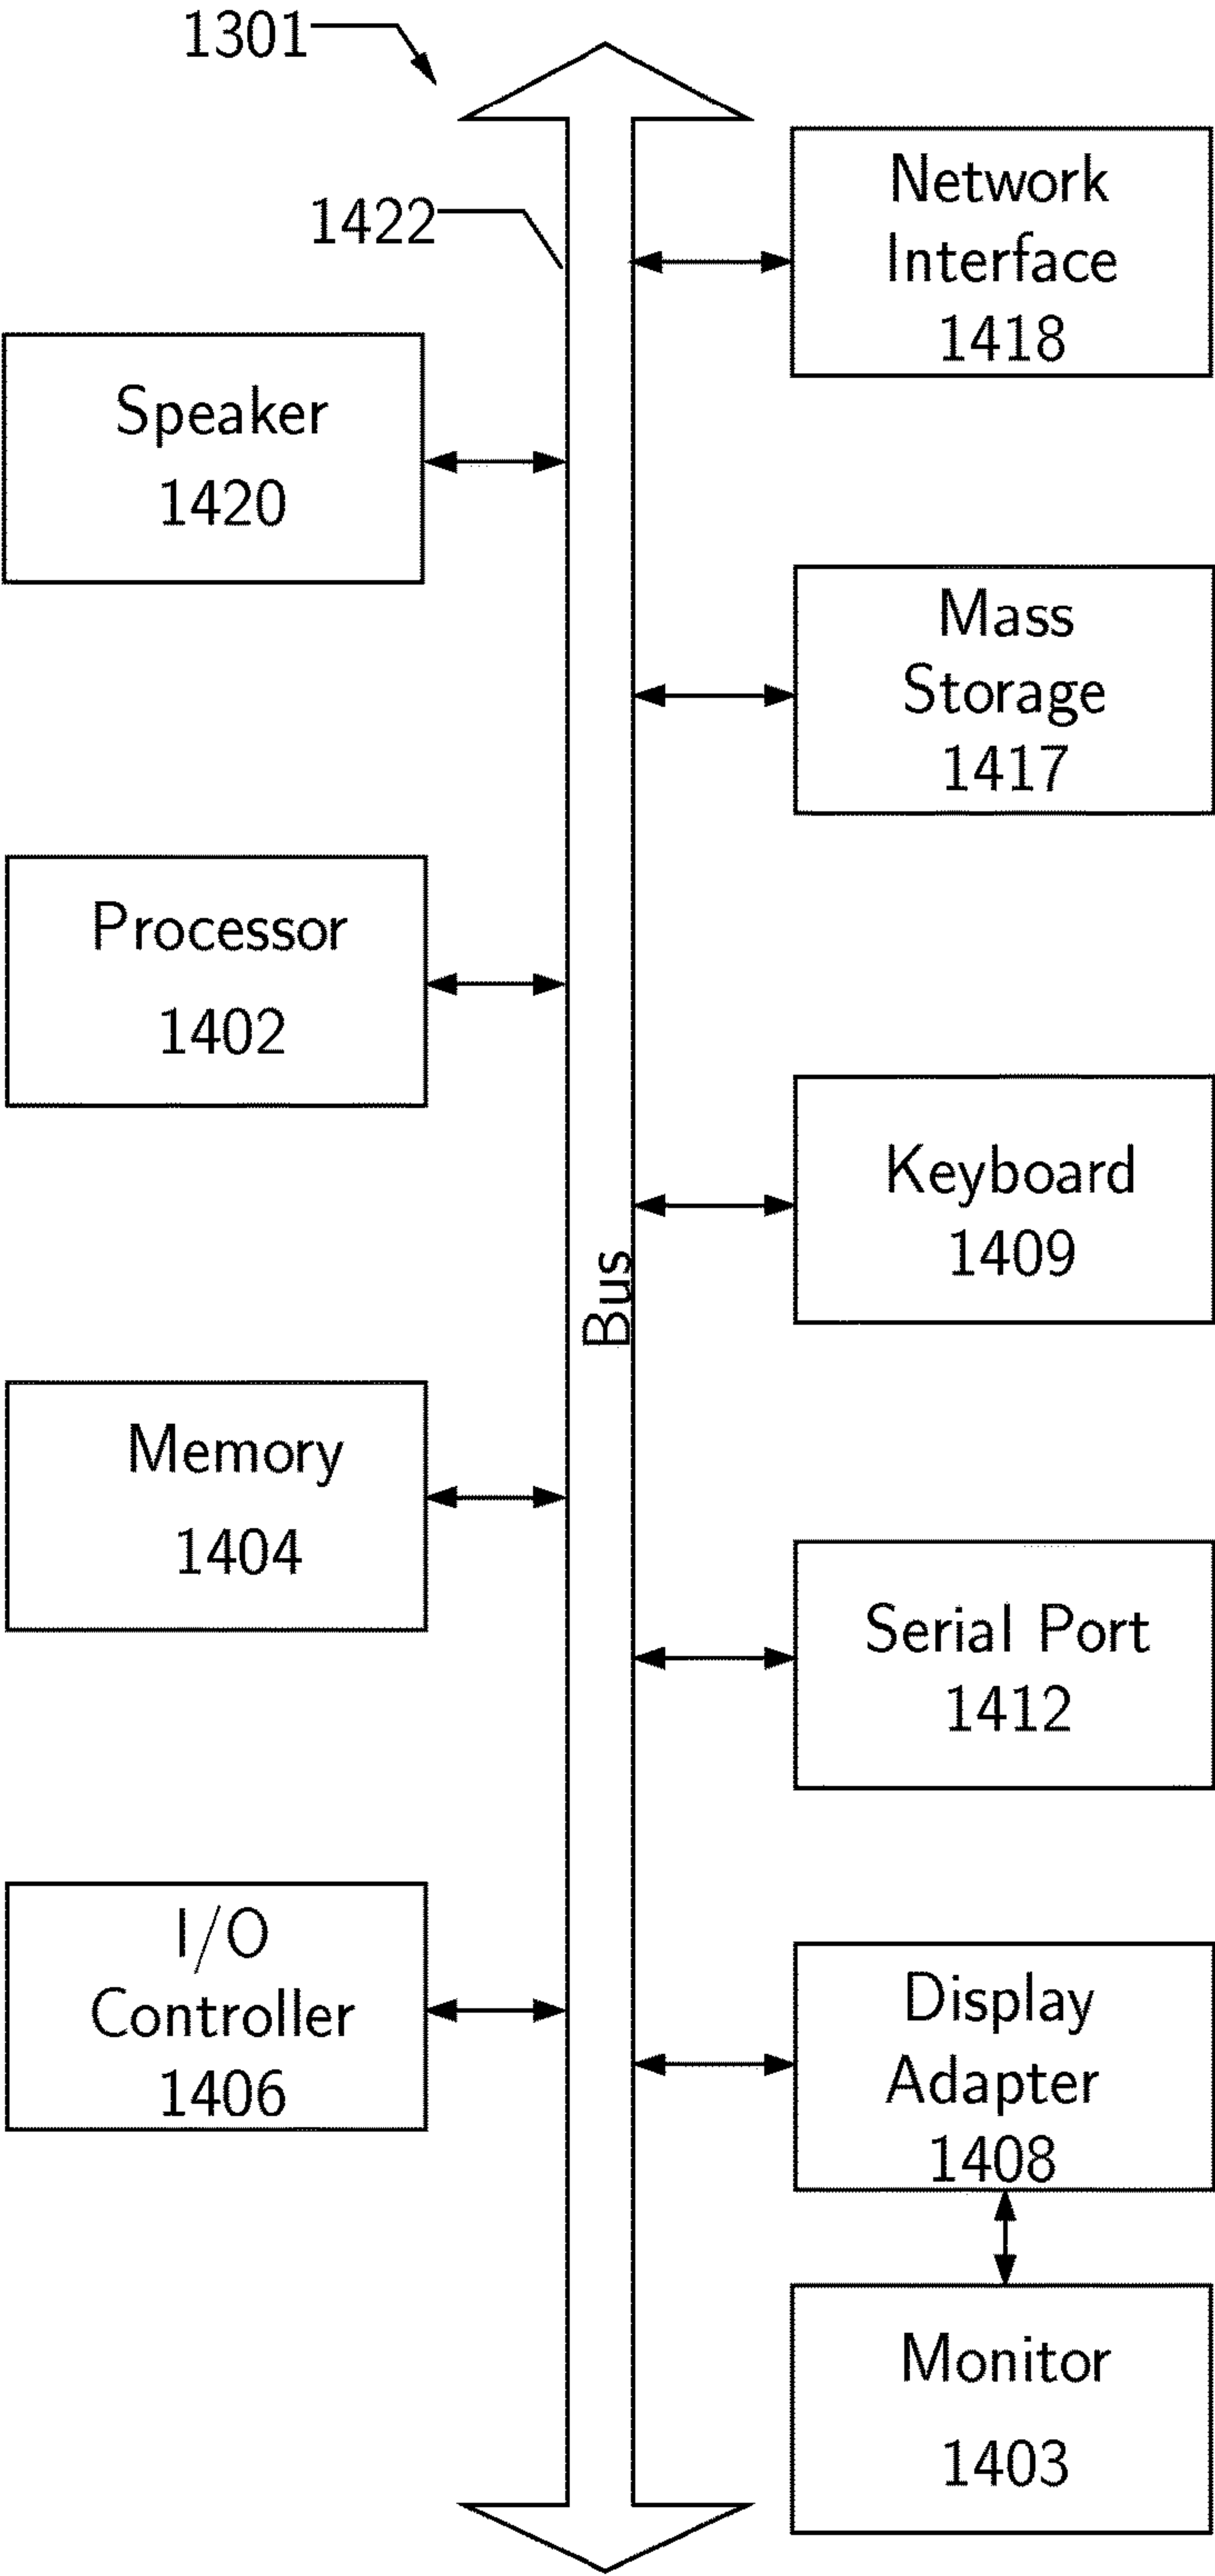 1301
1422
Network
Interface
1418
Speaker
1420
Mass
Storage
1417
Processor
1402
Keyboard
1409
Bus
Memory
1404
Serial Port
1412
I/O
Controller
1406
Display
Adapter
1408
Monitor
1403